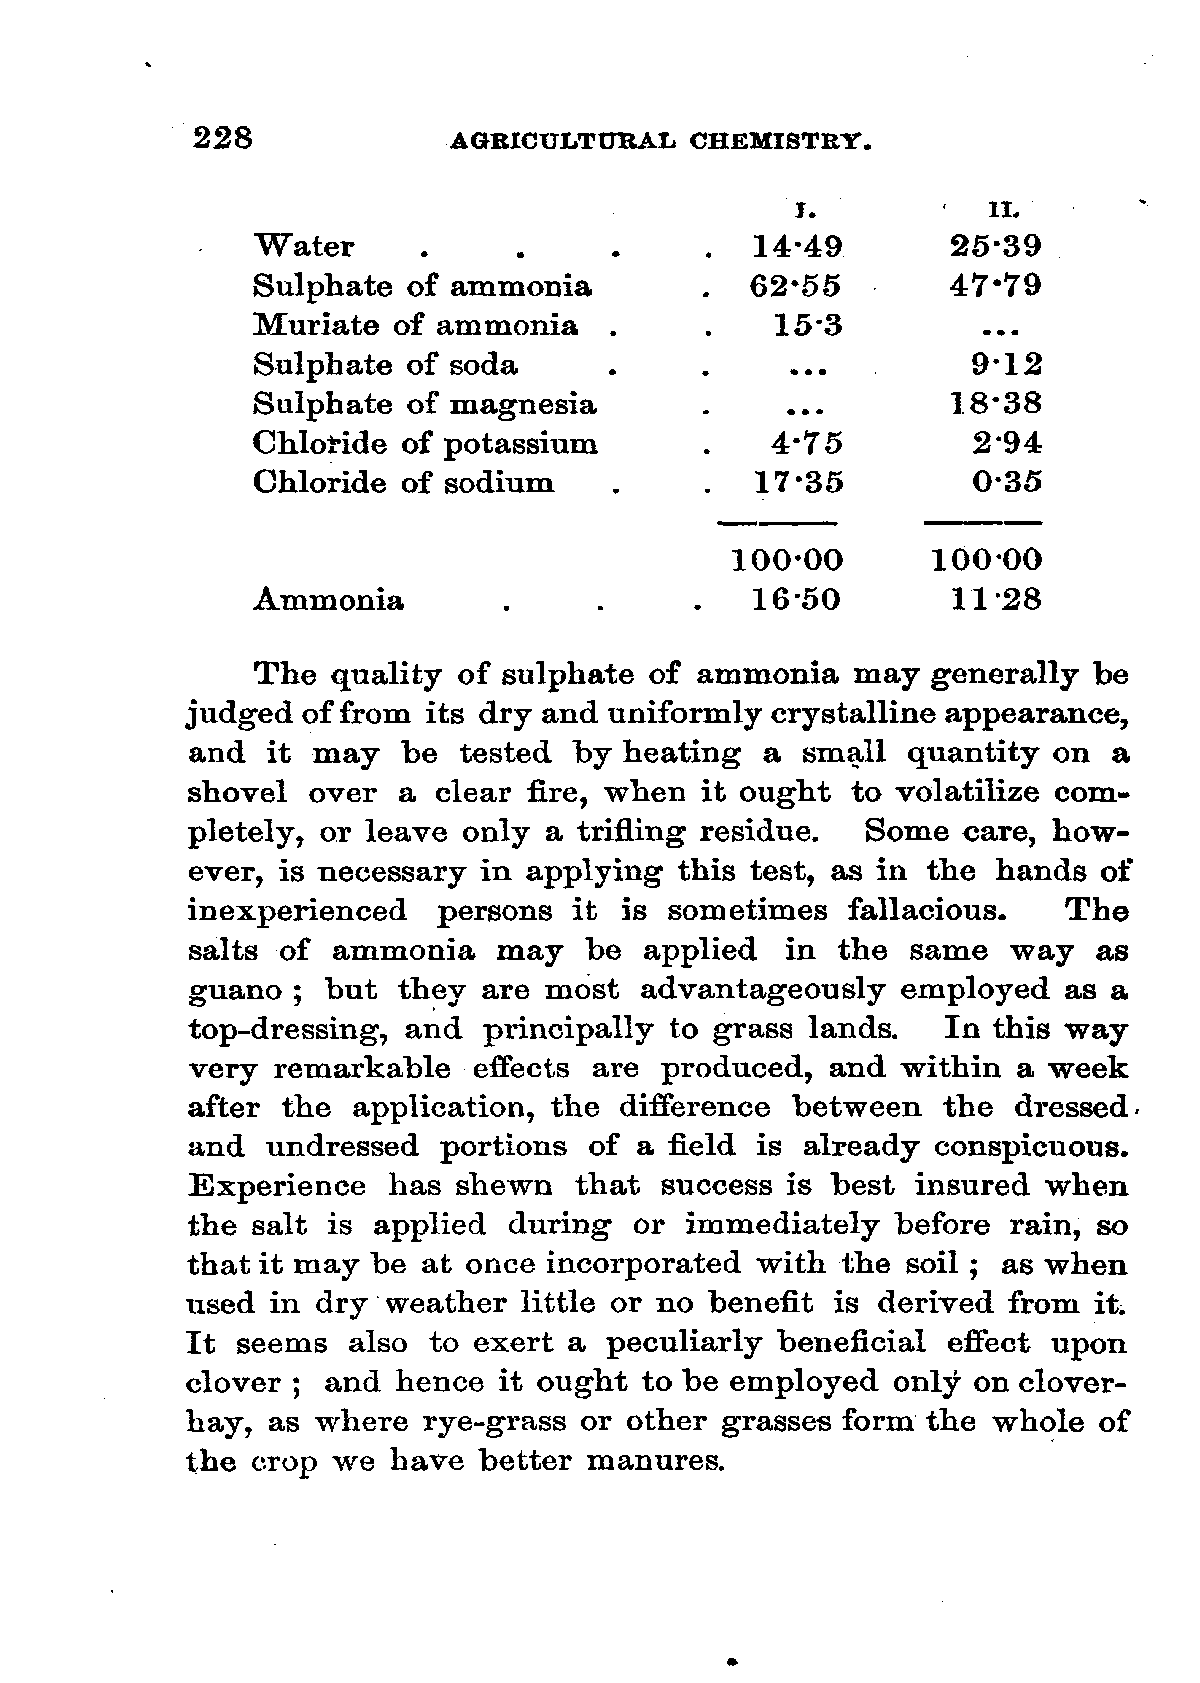 228 AGRICULTURAL CHEMISTRY.
I. II.
Water . . . . 14·49 25·39
Sulphate of ammonia . 62·55 47·79
Muriate of ammonia . . 15·3 ...
Sulphate of soda . . ... 9·12
Sulphate of magnesia . ... 18·38
Chloride of potassium . 4·75 2·94
Chloride of sodium . . 17·35 0·35
100·00 100·00
Ammonia . . . 16·50 11·28
The quality of sulphate of ammonia may generally be
judged of from its dry and uniformly crystalline appearance,
and it may be tested by heating a small quantity on a
shovel over a clear fire, when it ought to volatilize com-
pletely, or leave only a trifling residue. Some care, how-
ever, is necessary in applying this test, as in the hands of
inexperienced persons it is sometimes fallacious. The
salts of ammonia may be applied in the same way as
guano ; but they are most advantageously employed as a
top-dressing, and principally to grass lands. In this way
very remarkable effects are produced, and within a week
after the application, the difference between the dressed
and undressed portions of a field is already conspicuous.
Experience has shewn that success is best insured when
the salt is applied during or immediately before rain, so
that it may be at once incorporated with the soil ; as when
used in dry weather little or no benefit is derived from it.
It seems also to exert a peculiarly beneficial effect upon
clover ; and hence it ought to be employed only on clover-
hay, as where rye-grass or other grasses form the whole of
the crop we have better manures.